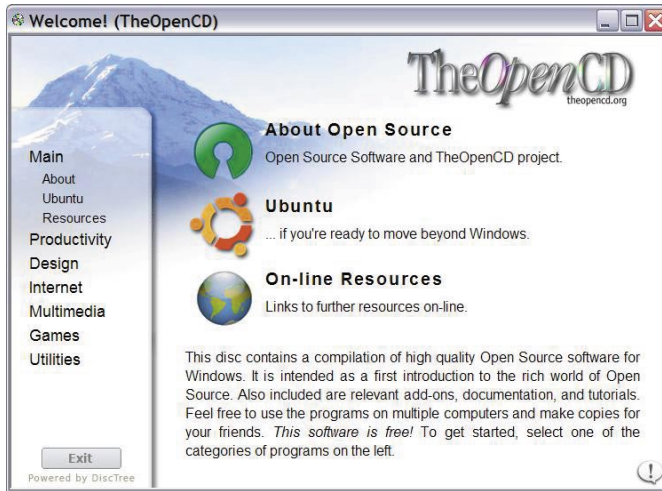 Welcome! (TheOpenCD)
TheOpenCD
theopencd.org
Main
About
Ubuntu
Resources
Productivity
Design
Internet
Multimedia
Games
Utilities
Exit
Powered by DiscTree
About Open Source
Open Source Software and TheOpenCD project.
Ubuntu
... if you're ready to move beyond Windows.
On-line Resources
Links to further resources on-line.
This disc contains a compilation of high quality Open Source software for
Windows. It is intended as a first introduction to the rich world of Open
Source. Also included are relevant add-ons, documentation, and tutorials.
Feel free to use the programs on multiple computers and make copies for
your friends. This software is free! To get started, select one of the
categories of programs on the left.